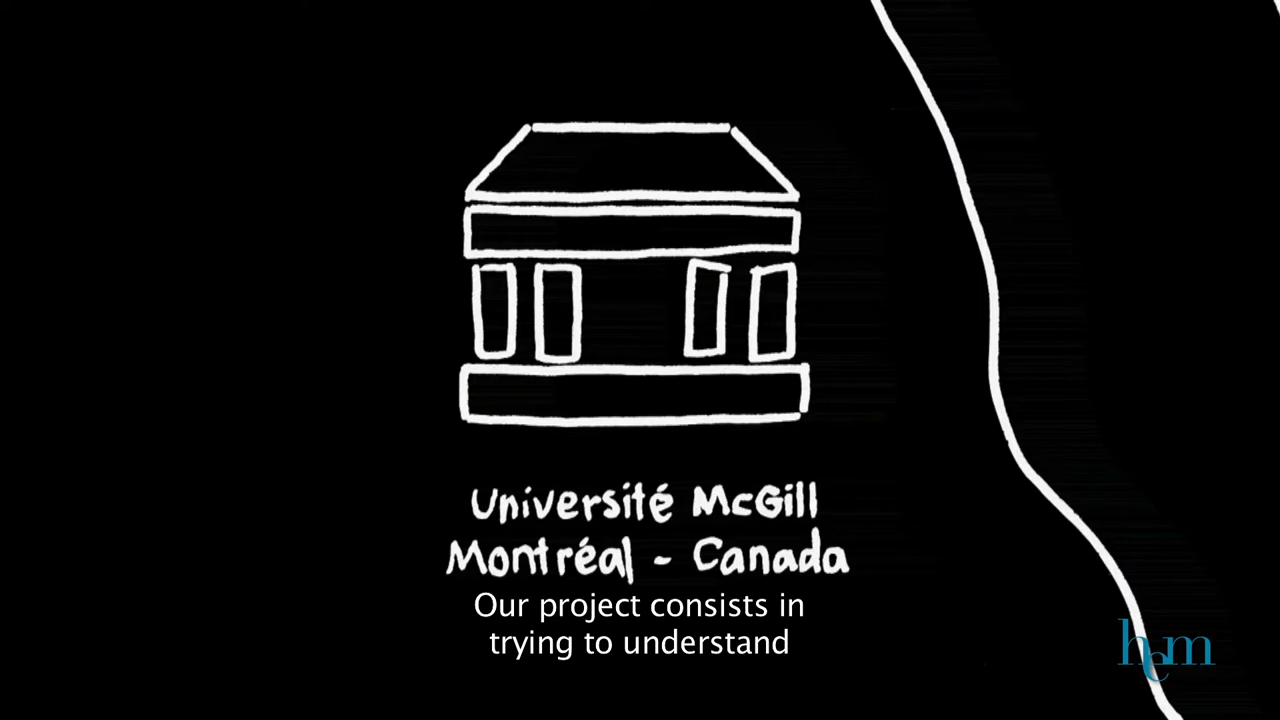 Université McGill
Montréal - Canada
Our project consists in
trying to understand
hem